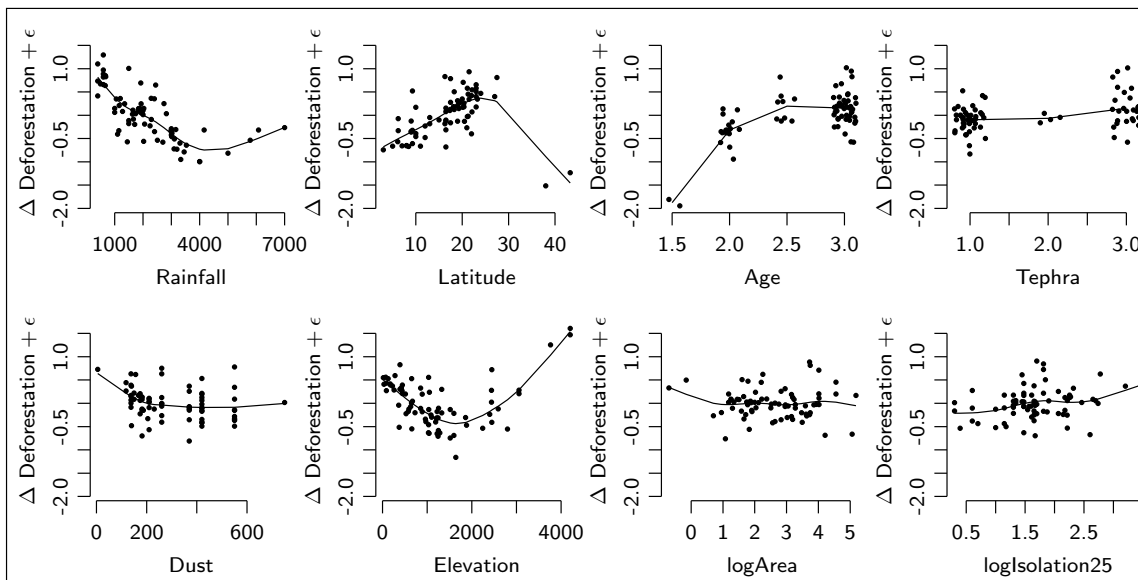 Δ Deforestation + ϵ
1.0
-0.5
-2.0
1000 4000 7000
Rainfall
Δ Deforestation + ϵ
1.0
-0.5
-2.0
10 20 30 40
Latitude
Δ Deforestation + ϵ
1.0
-0.5
-2.0
1.5 2.0 2.5 3.0
Age
Δ Deforestation + ϵ
1.0
-0.5
-2.0
1.0 2.0 3.0
Tephra
Δ Deforestation + ϵ
1.0
-0.5
-2.0
0 200 600
Dust
Δ Deforestation + ϵ
1.0
-0.5
-2.0
0 2000 4000
Elevation
Δ Deforestation + ϵ
1.0
-0.5
-2.0
0 1 2 3 4 5
logArea
Δ Deforestation + ϵ
1.0
-0.5
-2.0
0.5 1.5 2.5
logIsolation25